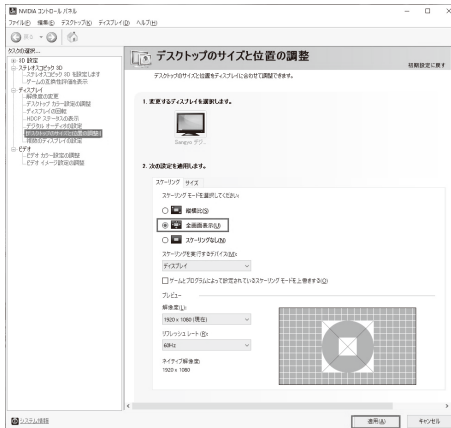 NVIDIA コントロール パネル
ファイル(F) 編集(E) デスクトップ(K) ディスプレイ(D) ヘルプ(H)
戻る
タスクの選択...
3D 設定
ステレオスコピック 3D
ステレオスコピック 3D を設定します
ゲームの互換性評価を表示
ディスプレイ
解像度の変更
デスクトップ カラー設定の調整
ディスプレイの回転
HDCP ステータスの表示
デジタル オーディオの設定
デスクトップのサイズと位置の調整
複数のディスプレイの設定
ビデオ
ビデオ カラー設定の調整
ビデオ イメージ設定の調整
システム情報
デスクトップのサイズと位置の調整
初期設定に戻す
デスクトップのサイズと位置をディスプレイに合わせて調整できます。
1. 変更するディスプレイを選択します。
Sangyo デジ...
2. 次の設定を適用します。
スケーリング サイズ
スケーリング モードを選択してください:
縦横比(S)
全画面表示(U)
スケーリングなし(N)
スケーリングを実行するデバイス(M):
ディスプレイ
ゲームとプログラムによって設定されているスケーリング モードを上書きする(O)
プレビュー
解像度(L):
1920 x 1080 (現在)
リフレッシュ レート(R):
60Hz
ネイティブ解像度:
1920 x 1080
適用(A) キャンセル